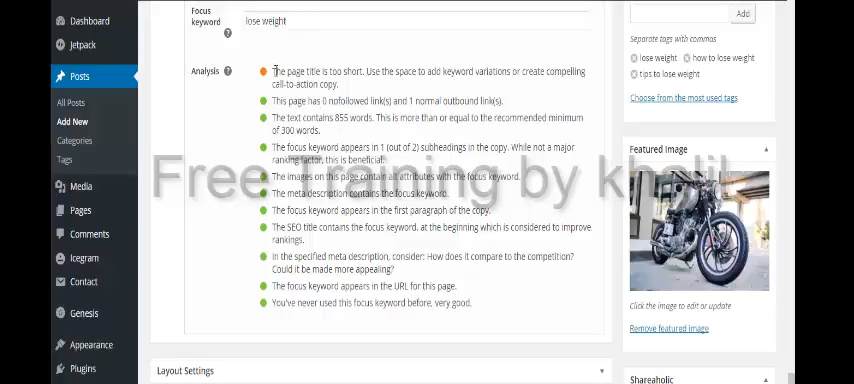 Dashboard
Jetpack
Posts
All Posts
Add New
Categories
Tags
Media
Pages
Comments
Icegram
Contact
Genesis
Appearance
Plugins
Focus
keyword
lose weight
Analysis
The page title is too short. Use the space to add keyword variations or create compelling
call-to-action copy.
This page has 0 nofollowed link(s) and 1 normal outbound link(s).
The text contains 855 words. This is more than or equal to the recommended minimum
of 300 words.
The focus keyword appears in 1 (out of 2) subheadings in the copy. While not a major
ranking factor, this is beneficial.
The images on this page contain alt attributes with the focus keyword.
The meta description contains the focus keyword.
The focus keyword appears in the first paragraph of the copy.
The SEO title contains the focus keyword, at the beginning which is considered to improve
rankings.
In the specified meta description, consider: How does it compare to the competition?
Could it be made more appealing?
The focus keyword appears in the URL for this page.
You've never used this focus keyword before, very good.
Free Training by kholil
Layout Settings
Add
Separate tags with commas
lose weight
how to lose weight
tips to lose weight
Choose from the most used tags
Featured Image
Click the image to edit or update
Remove featured image
Shareaholic